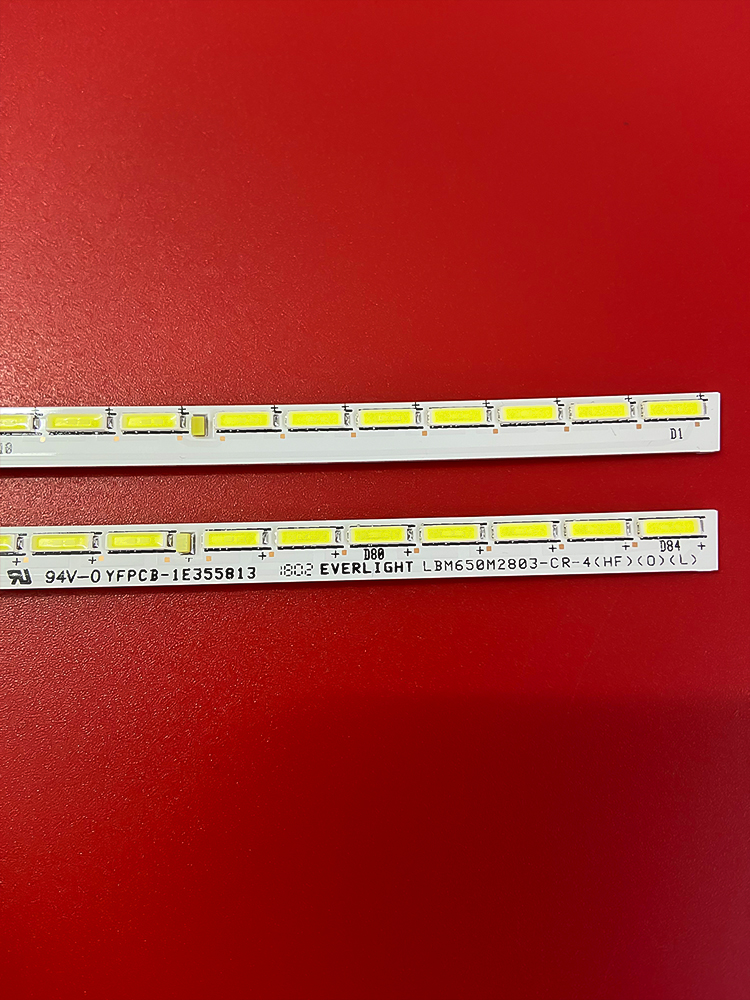 D1
D80
D84
94V-0 YFPCB-1E355813 1802 EVERLIGHT LBM650M2803-CR-4(HF)(0)(L)